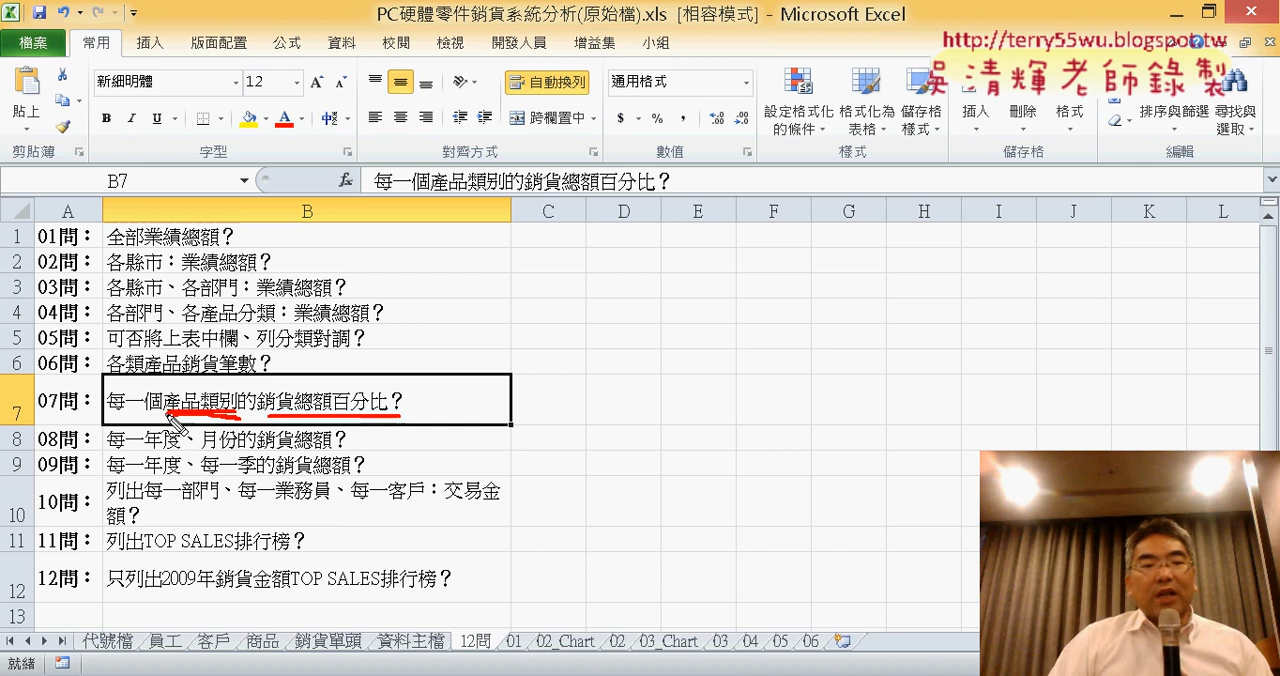 PC硬體零件銷貨系統分析(原始檔).xls [相容模式] - Microsoft Excel
檔案 常用 插入 版面配置 公式 資料 校閱 檢視 開發人員 增益集 小組
http://terry55wu.blogspot.tw
吳清輝老師錄製
貼上
新細明體 12
B I U A
自動換列
跨欄置中
通用格式
$ % ,
設定格式化的條件
格式化為表格
儲存格樣式
插入 刪除 格式
排序與篩選 尋找與選取
剪貼簿 字型 對齊方式 數值 樣式 儲存格 編輯
B7 fx 每一個產品類別的銷貨總額百分比?
A B C D E F G H I J K L
1 01問: 全部業績總額?
2 02問: 各縣市:業績總額?
3 03問: 各縣市、各部門:業績總額?
4 04問: 各部門、各產品分類:業績總額?
5 05問: 可否將上表中欄、列分類對調?
6 06問: 各類產品銷貨筆數?
7 07問: 每一個產品類別的銷貨總額百分比?
8 08問: 每一年度、月份的銷貨總額?
9 09問: 每一年度、每一季的銷貨總額?
10 10問: 列出每一部門、每一業務員、每一客戶:交易金
額?
11 11問: 列出TOP SALES排行榜?
12 12問: 只列出2009年銷貨金額TOP SALES排行榜?
13
代號檔 員工 客戶 商品 銷貨單頭 資料主檔 12問 01 02_Chart 02 03_Chart 03 04 05 06
就緒